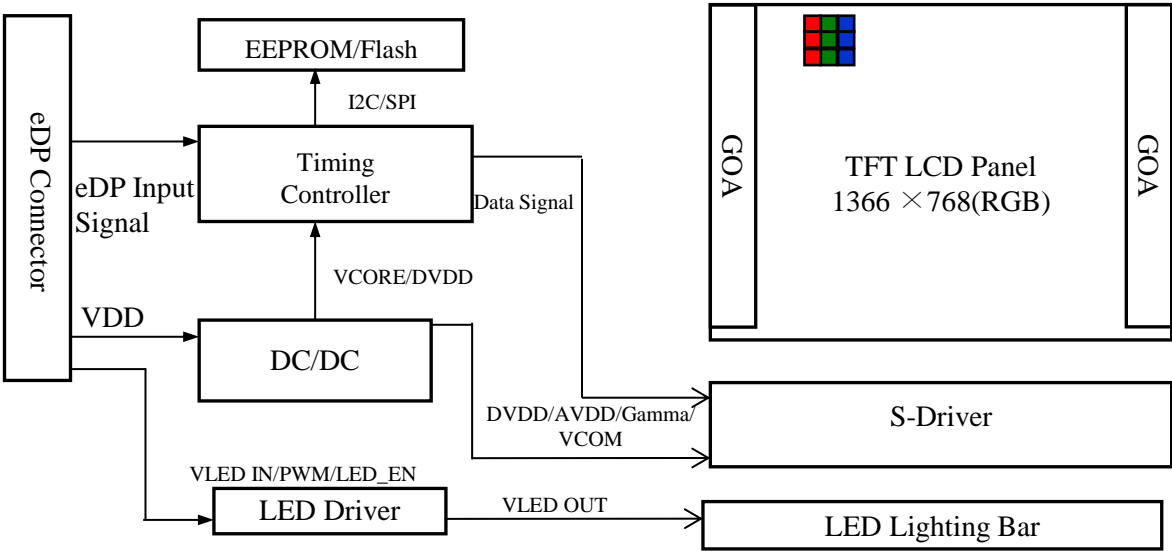 EEPROM/Flash
I2C/SPI
eDP Connector
eDP Input
Signal
Timing
Controller
Data Signal
GOA
TFT LCD Panel
1366 ×768(RGB)
GOA
VCORE/DVDD
VDD
DC/DC
DVDD/AVDD/Gamma/
VCOM
S-Driver
VLED IN/PWM/LED_EN
LED Driver
VLED OUT
LED Lighting Bar